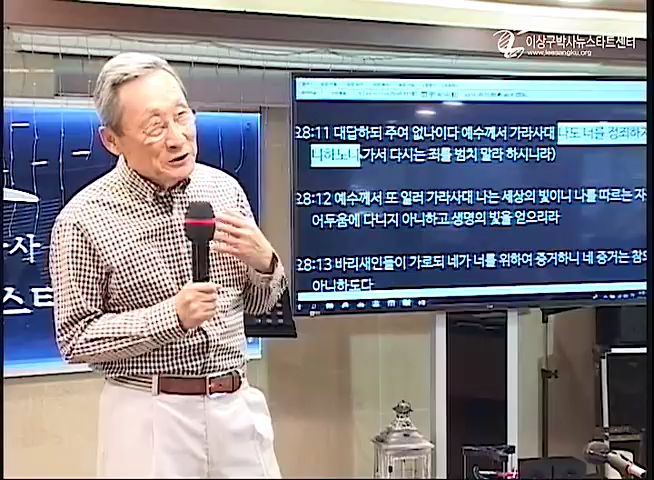 이상구박사뉴스타트센터
www.leesangku.org
8:11 대답하되 주여 없나이다 예수께서 가라사대 나도 너를 정죄하지
니하노니 가서 다시는 죄를 범치 말라 하시니라)
8:12 예수께서 또 일러 가라사대 나는 세상의 빛이니 나를 따르는 자
어두움에 다니지 아니하고 생명의 빛을 얻으리라
8:13 바리새인들이 가로되 네가 너를 위하여 증거하니 네 증거는 참
아니하도다